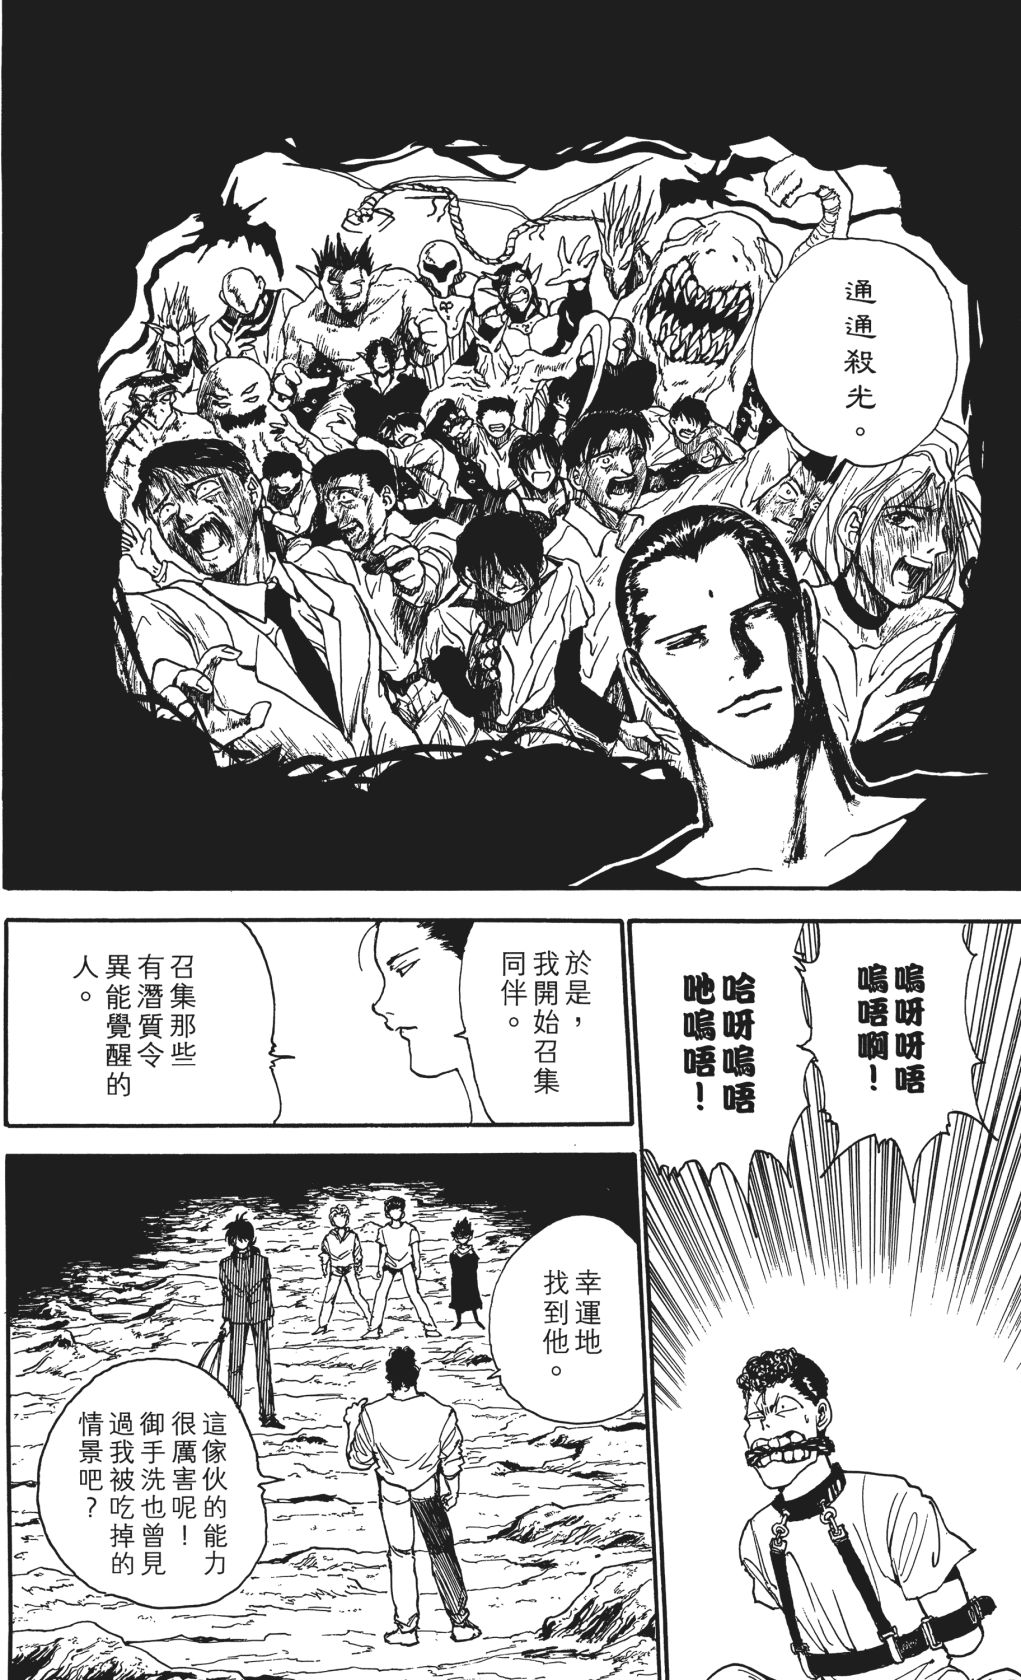 通通殺光。
嗚呀呀唔
嗚唔啊！
哈呀嗚唔
吔嗚唔！
於是，
我開始召集
同伴。
召集那些
有潛質令
異能覺醒的
人。
幸運地
找到他。
這傢伙的能力
很厲害呢！
御手洗也曾見
過我被吃掉的
情景吧？